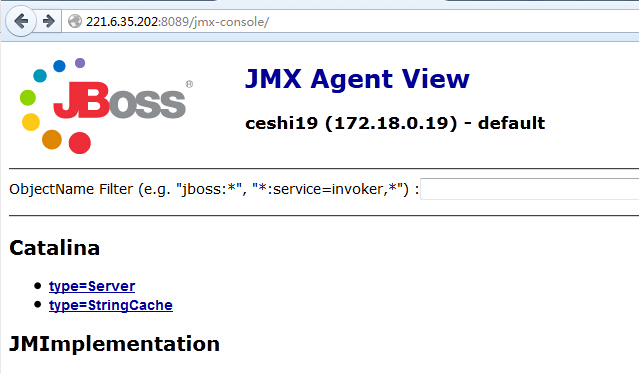 221.6.35.202:8089/jmx-console/
JBoss®
JMX Agent View
ceshi19 (172.18.0.19) - default
ObjectName Filter (e.g. "jboss:*", "*:service=invoker,*") :
Catalina
type=Server
type=StringCache
JMImplementation